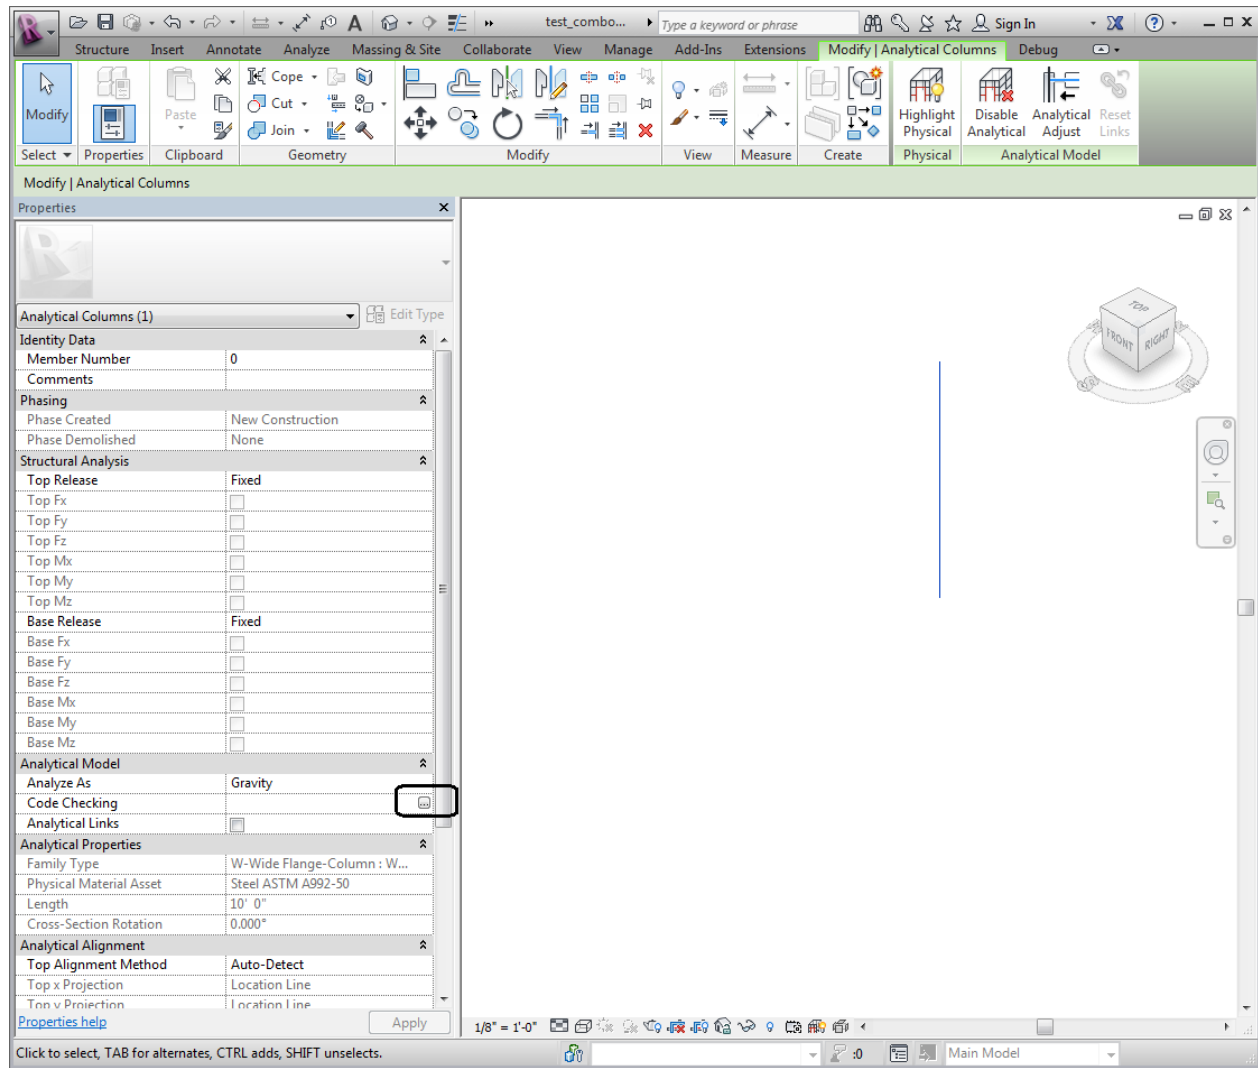 test_combo...
Type a keyword or phrase
Sign In
Structure Insert Annotate Analyze Massing & Site Collaborate View Manage Add-Ins Extensions Modify | Analytical Columns Debug
Modify
Paste
Cope
Cut
Join
Highlight Physical
Disable Analytical
Analytical Adjust
Reset Links
Select Properties Clipboard Geometry Modify View Measure Create Physical Analytical Model
Modify | Analytical Columns
Properties
Analytical Columns (1)
Edit Type
Identity Data
Member Number 0
Comments
Phasing
Phase Created New Construction
Phase Demolished None
Structural Analysis
Top Release Fixed
Top Fx
Top Fy
Top Fz
Top Mx
Top My
Top Mz
Base Release Fixed
Base Fx
Base Fy
Base Fz
Base Mx
Base My
Base Mz
Analytical Model
Analyze As Gravity
Code Checking ...
Analytical Links
Analytical Properties
Family Type W-Wide Flange-Column : W...
Physical Material Asset Steel ASTM A992-50
Length 10' 0"
Cross-Section Rotation 0.000°
Analytical Alignment
Top Alignment Method Auto-Detect
Top x Projection Location Line
Top y Projection Location Line
Properties help
Apply
TOP
FRONT
RIGHT
1/8" = 1'-0"
Click to select, TAB for alternates, CTRL adds, SHIFT unselects.
:0
Main Model